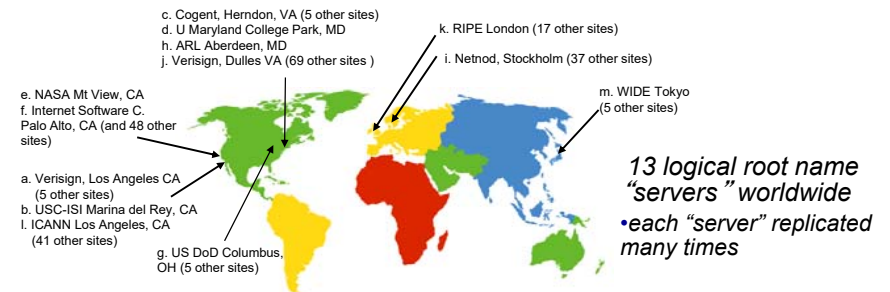 c. Cogent, Herndon, VA (5 other sites)
d. U Maryland College Park, MD
h. ARL Aberdeen, MD
j. Verisign, Dulles VA (69 other sites )
k. RIPE London (17 other sites)
i. Netnod, Stockholm (37 other sites)
m. WIDE Tokyo
(5 other sites)
e. NASA Mt View, CA
f. Internet Software C.
Palo Alto, CA (and 48 other
sites)
a. Verisign, Los Angeles CA
(5 other sites)
b. USC-ISI Marina del Rey, CA
l. ICANN Los Angeles, CA
(41 other sites)
g. US DoD Columbus,
OH (5 other sites)
13 logical root name
“servers” worldwide
•each “server” replicated
many times